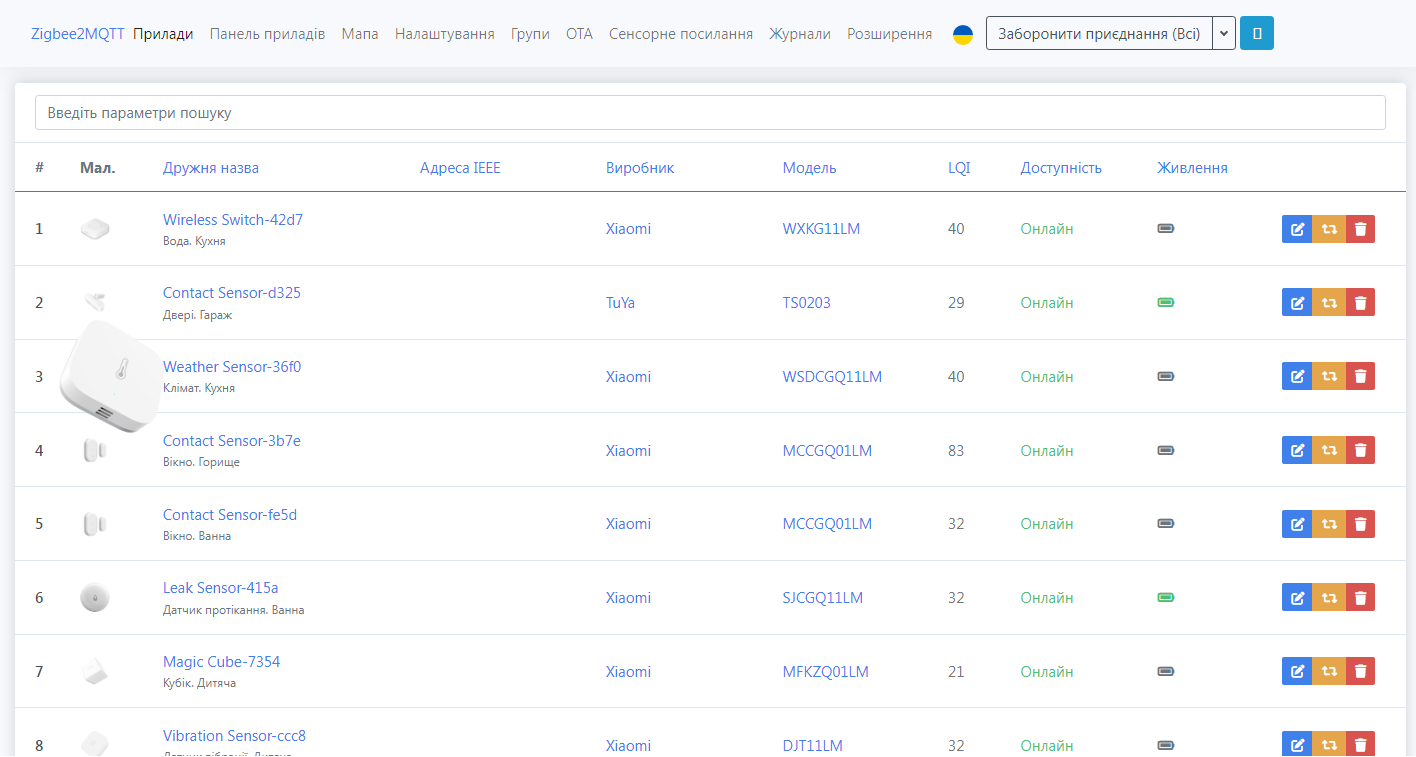 Zigbee2MQTT Прилади Панель приладів Мапа Налаштування Групи OTA Сенсорне посилання Журнали Розширення Заборонити приєднання (Всі)
Введіть параметри пошуку
# Мал. Дружня назва Адреса IEEE Виробник Модель LQI Доступність Живлення
1 Wireless Switch-42d7 Xiaomi WXKG11LM 40 Онлайн
Вода. Кухня
2 Contact Sensor-d325 TuYa TS0203 29 Онлайн
Двері. Гараж
3 Weather Sensor-36f0 Xiaomi WSDCGQ11LM 40 Онлайн
Клімат. Кухня
4 Contact Sensor-3b7e Xiaomi MCCGQ01LM 83 Онлайн
Вікно. Горище
5 Contact Sensor-fe5d Xiaomi MCCGQ01LM 32 Онлайн
Вікно. Ванна
6 Leak Sensor-415a Xiaomi SJCGQ11LM 32 Онлайн
Датчик протікання. Ванна
7 Magic Cube-7354 Xiaomi MFKZQ01LM 21 Онлайн
Кубік. Дитяча
8 Vibration Sensor-ccc8 Xiaomi DJT11LM 32 Онлайн